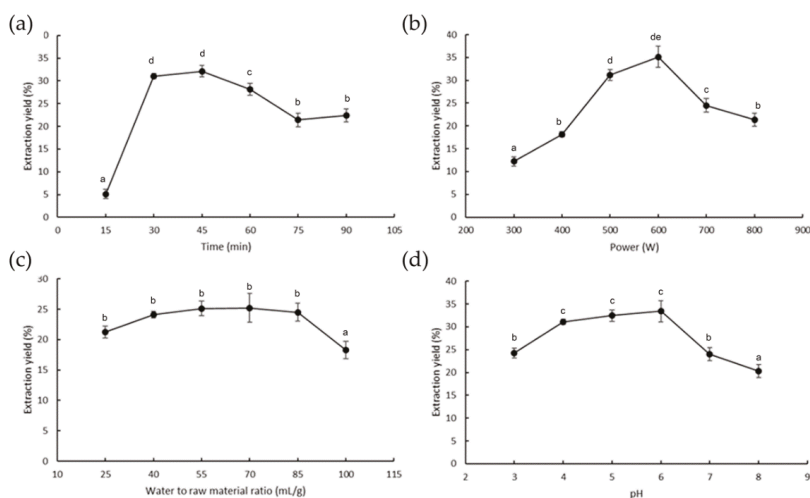 (a)
0
35
30
25
20
15
10
5
0
Extraction yield (%)
a
d
d
c
b
b
0 15 30 45 60 75 90 105
Time (min)
(b)
40
35
30
25
20
15
10
5
0
Extraction yield (%)
a
b
d
de
c
b
200 300 400 500 600 700 800 900
Power (W)
(c)
30
25
20
15
10
5
0
Extraction yield (%)
b
b
b
b
b
a
10 25 40 55 70 85 100 115
Water to raw material ratio (mL/g)
(d)
40
35
30
25
20
15
10
5
0
Extraction yield (%)
b
c
c
c
b
a
2 3 4 5 6 7 8 9
pH